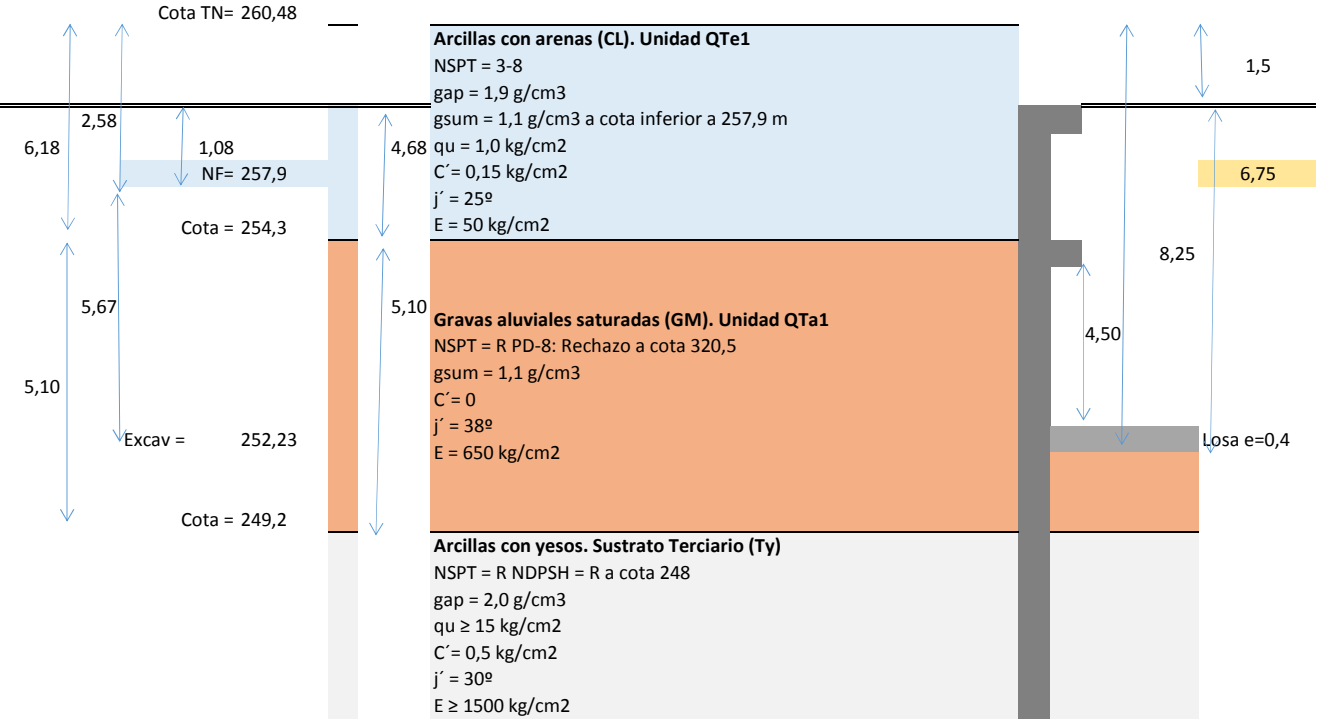 Cota TN= 260,48
Arcillas con arenas (CL). Unidad QTe1
NSPT = 3-8
gap = 1,9 g/cm3
gsum = 1,1 g/cm3 a cota inferior a 257,9 m
qu = 1,0 kg/cm2
C´= 0,15 kg/cm2
j´ = 25º
E = 50 kg/cm2
1,5
2,58
6,18
1,08
4,68
NF= 257,9
6,75
Cota = 254,3
8,25
5,67
5,10
Gravas aluviales saturadas (GM). Unidad QTa1
NSPT = R PD-8: Rechazo a cota 320,5
gsum = 1,1 g/cm3
C´= 0
j´ = 38º
E = 650 kg/cm2
4,50
5,10
Excav = 252,23
Losa e=0,4
Cota = 249,2
Arcillas con yesos. Sustrato Terciario (Ty)
NSPT = R NDPSH = R a cota 248
gap = 2,0 g/cm3
qu ≥ 15 kg/cm2
C´= 0,5 kg/cm2
j´ = 30º
E ≥ 1500 kg/cm2